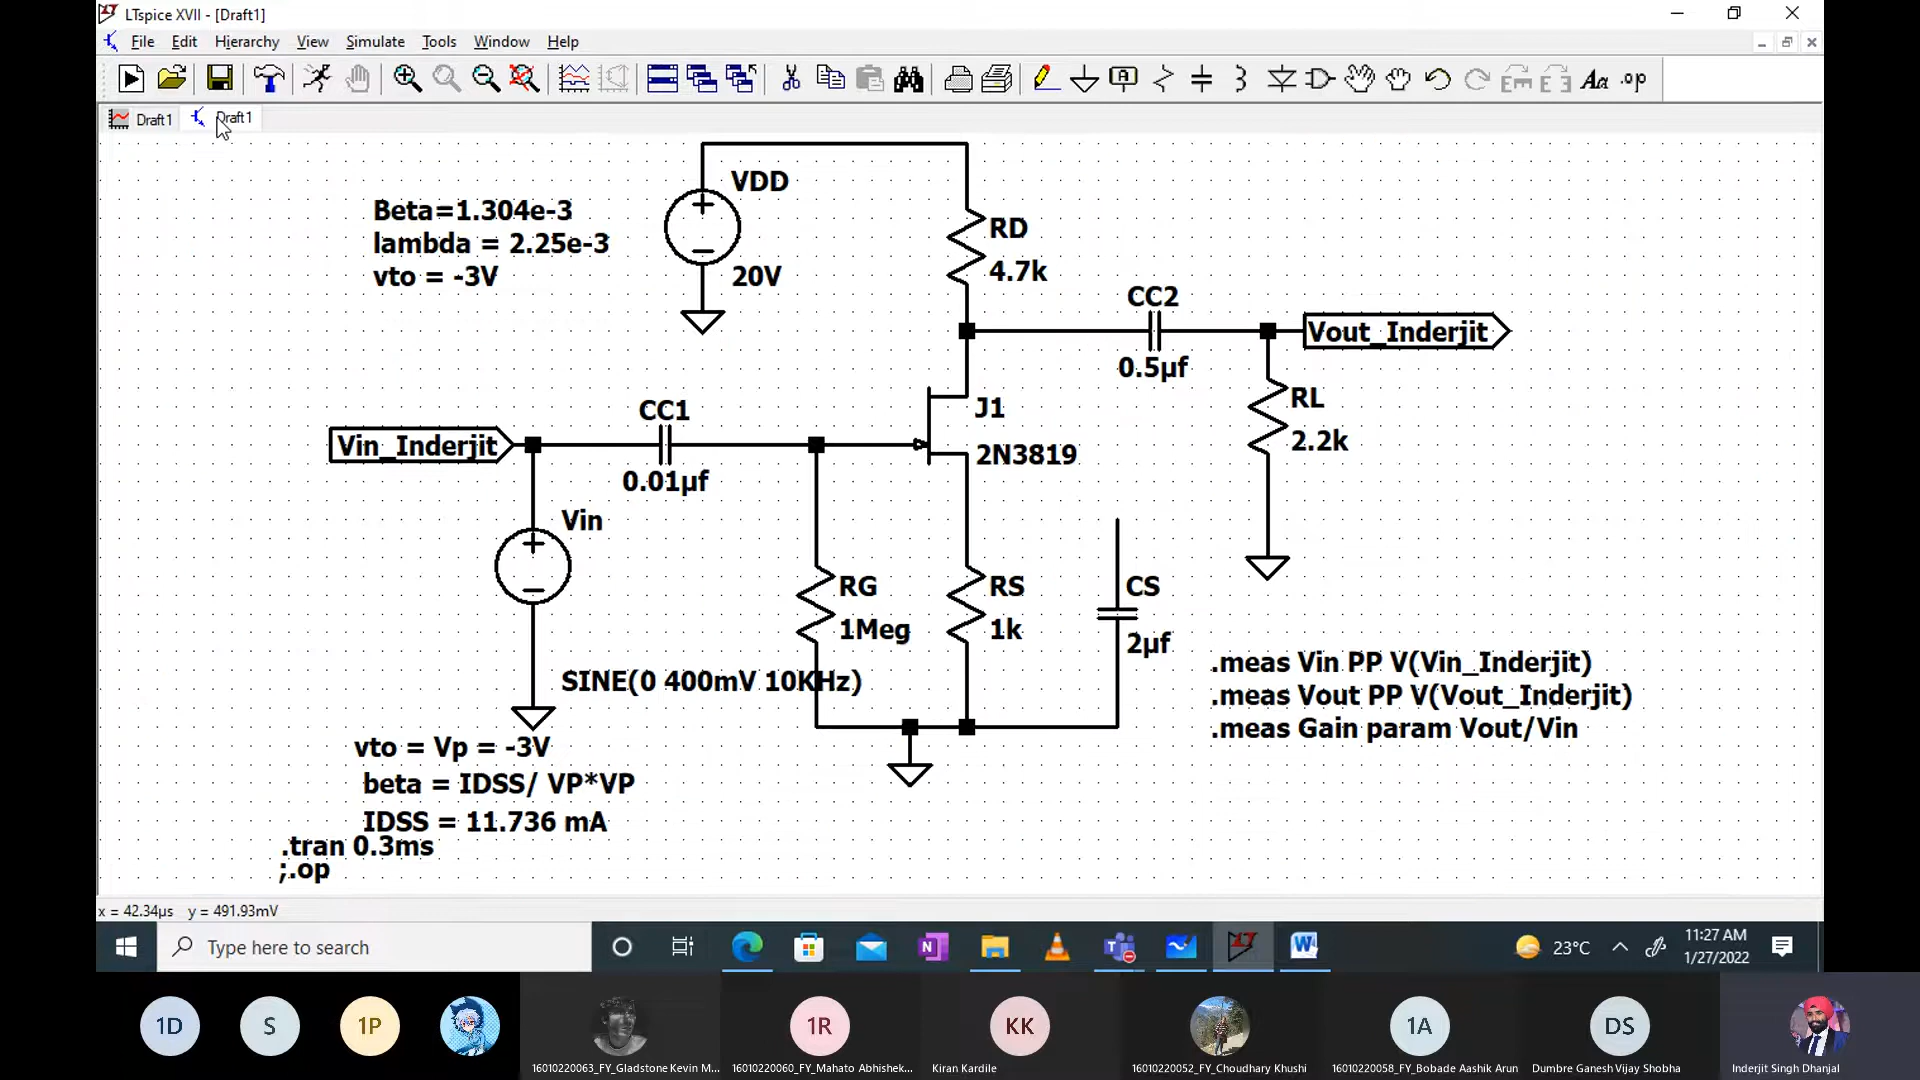 LTspice XVII - [Draft1]
File Edit Hierarchy View Simulate Tools Window Help
A Aa .op
Draft1 Draft1
VDD
20V
Beta=1.304e-3
lambda = 2.25e-3
vto = -3V
RD
4.7k
CC2
0.5µf
Vout_Inderjit
RL
2.2k
CC1
0.01µf
Vin_Inderjit
J1
2N3819
Vin
SINE(0 400mV 10KHz)
RG
1Meg
RS
1k
CS
2µf
.meas Vin PP V(Vin_Inderjit)
.meas Vout PP V(Vout_Inderjit)
.meas Gain param Vout/Vin
vto = Vp = -3V
beta = IDSS/ VP*VP
IDSS = 11.736 mA
.tran 0.3ms
;.op
x = 42.34µs y = 491.93mV
Type here to search
23°C
11:27 AM
1/27/2022
1D S 1P 1R KK 1A DS
16010220063_FY_Gladstone Kevin M...
16010220060_FY_Mahato Abhishek...
Kiran Kardile
16010220052_FY_Choudhary Khushi
16010220058_FY_Bobade Aashik Arun
Dumbre Ganesh Vijay Shobha
Inderjit Singh Dhanjal